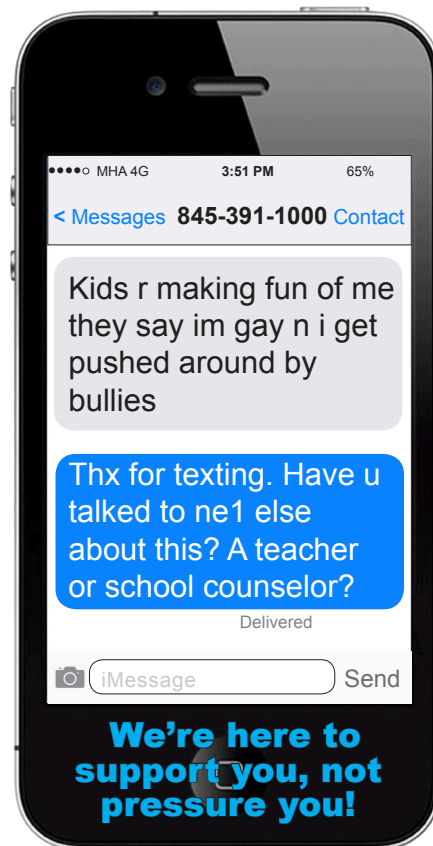 ●●●●○ MHA 4G 3:51 PM 65%
< Messages 845-391-1000 Contact
Kids r making fun of me
they say im gay n i get
pushed around by
bullies
Thx for texting. Have u
talked to ne1 else
about this? A teacher
or school counselor?
Delivered
iMessage Send
We're here to
support you, not
pressure you!